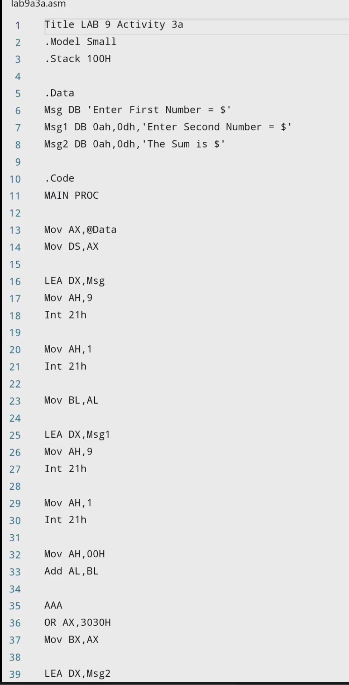 lab9a3a.asm
1 Title LAB 9 Activity 3a
2 .Model Small
3 .Stack 100H
4
5 .Data
6 Msg DB 'Enter First Number = $'
7 Msg1 DB 0ah,0dh,'Enter Second Number = $'
8 Msg2 DB 0ah,0dh,'The Sum is $'
9
10 .Code
11 MAIN PROC
12
13 Mov AX,@Data
14 Mov DS,AX
15
16 LEA DX,Msg
17 Mov AH,9
18 Int 21h
19
20 Mov AH,1
21 Int 21h
22
23 Mov BL,AL
24
25 LEA DX,Msg1
26 Mov AH,9
27 Int 21h
28
29 Mov AH,1
30 Int 21h
31
32 Mov AH,00H
33 Add AL,BL
34
35 AAA
36 OR AX,3030H
37 Mov BX,AX
38
39 LEA DX,Msg2